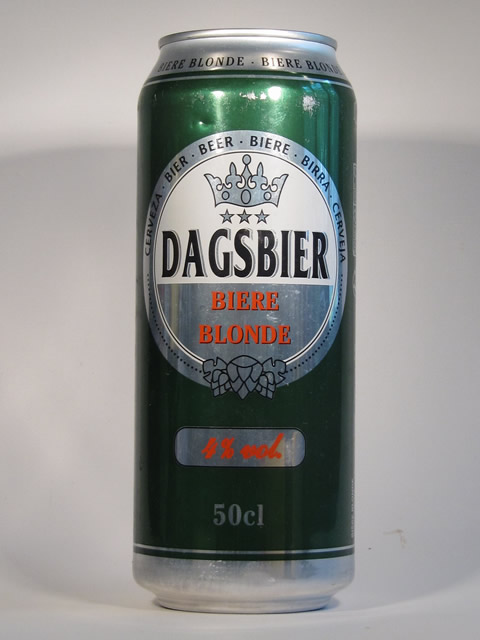 BIERE BLONDE · BIERE BLONDE
CERVEZA · BIER · BEER · BIERE · BIRRA · CERVEJA
DAGSBIER
BIERE
BLONDE
4% vol.
50cl